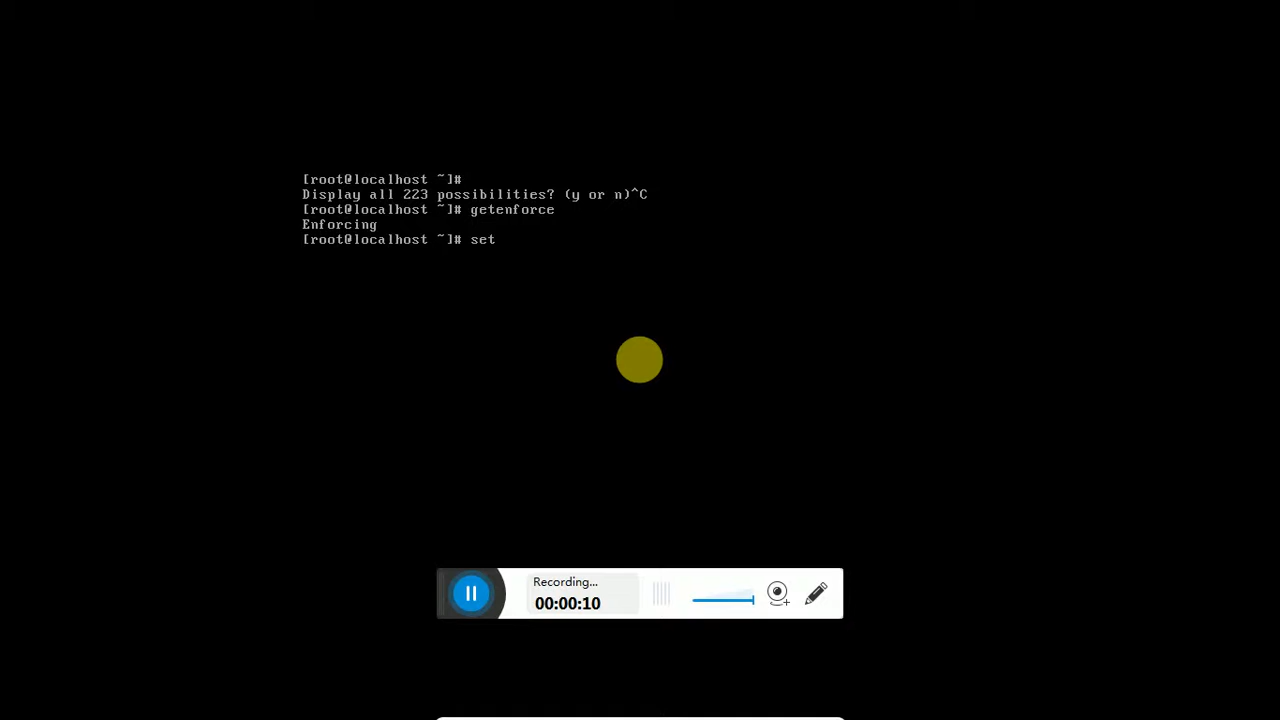 [root@localhost ~]#
Display all 223 possibilities? (y or n)^C
[root@localhost ~]# getenforce
Enforcing
[root@localhost ~]# set
Recording...
00:00:10